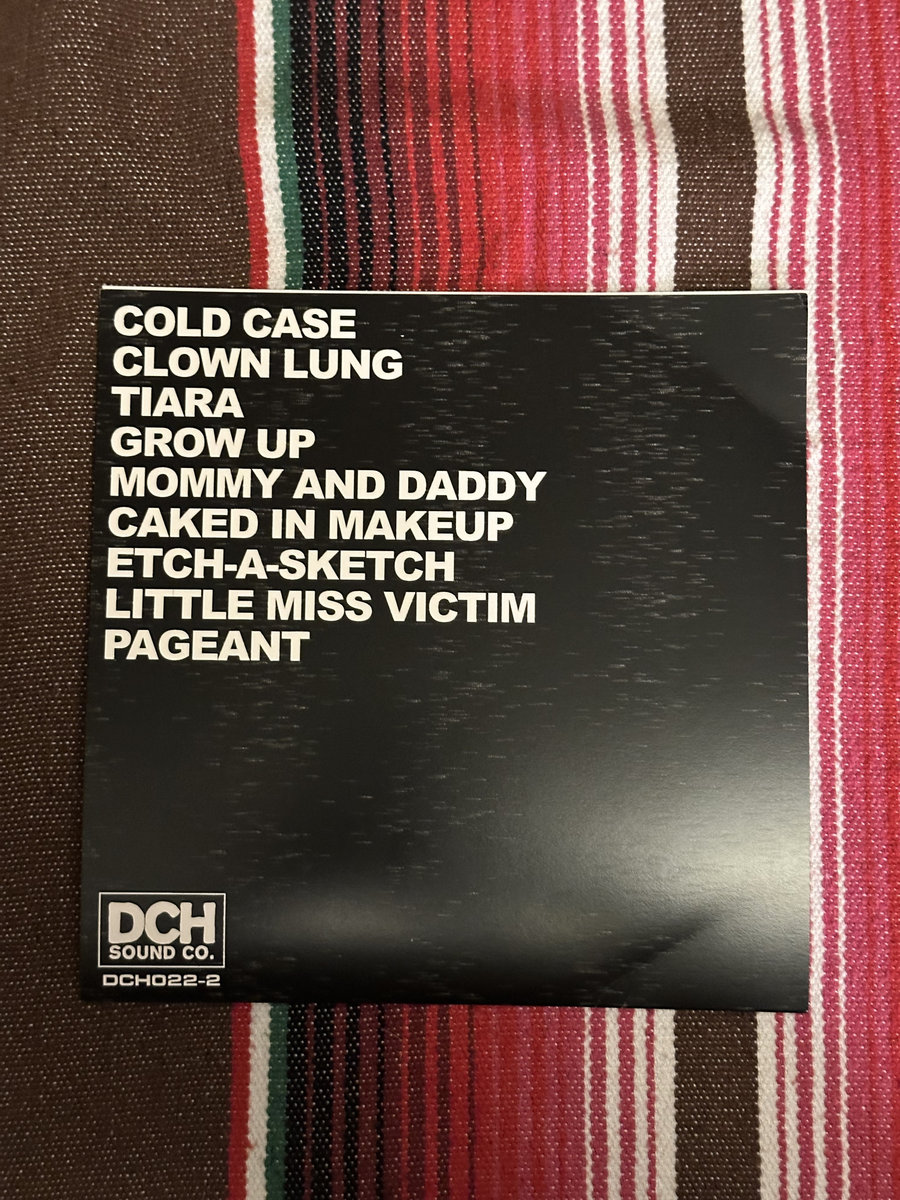 COLD CASE
CLOWN LUNG
TIARA
GROW UP
MOMMY AND DADDY
CAKED IN MAKEUP
ETCH-A-SKETCH
LITTLE MISS VICTIM
PAGEANT
DCH
SOUND CO.
DCH022-2